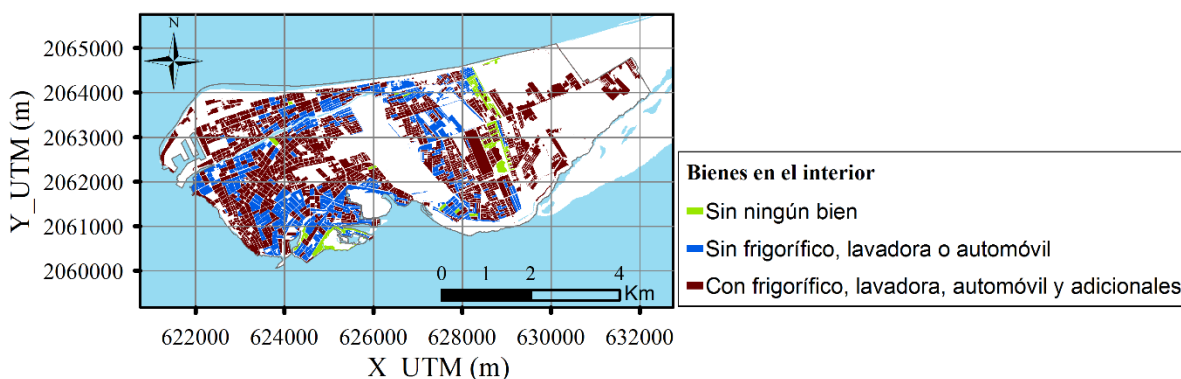 N
2065000
2064000
2063000
2062000
2061000
2060000
Y_UTM (m)
0 1 2 4
Km
622000 624000 626000 628000 630000 632000
X_UTM (m)
Bienes en el interior
Sin ningún bien
Sin frigorífico, lavadora o automóvil
Con frigorífico, lavadora, automóvil y adicionales